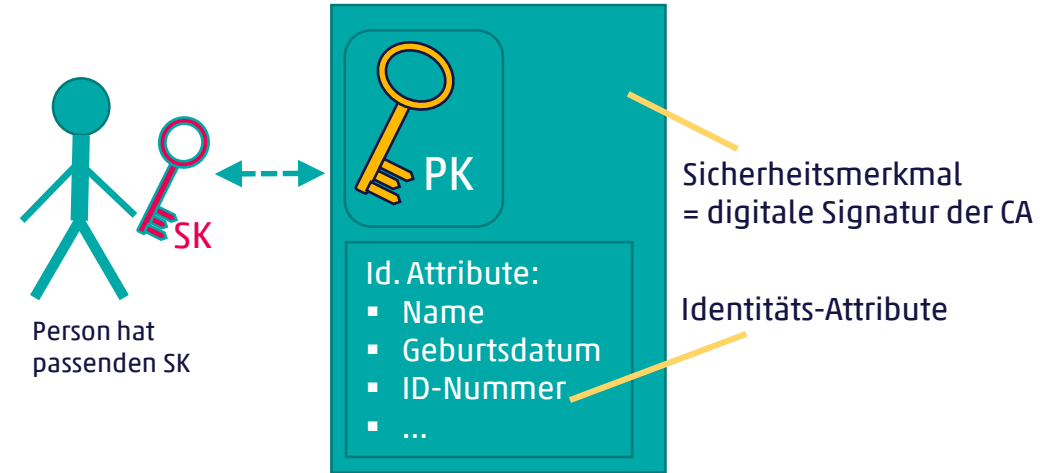 SK
Person hat
passenden SK
PK
Id. Attribute:
▪ Name
▪ Geburtsdatum
▪ ID-Nummer
▪ ...
Sicherheitsmerkmal
= digitale Signatur der CA
Identitäts-Attribute